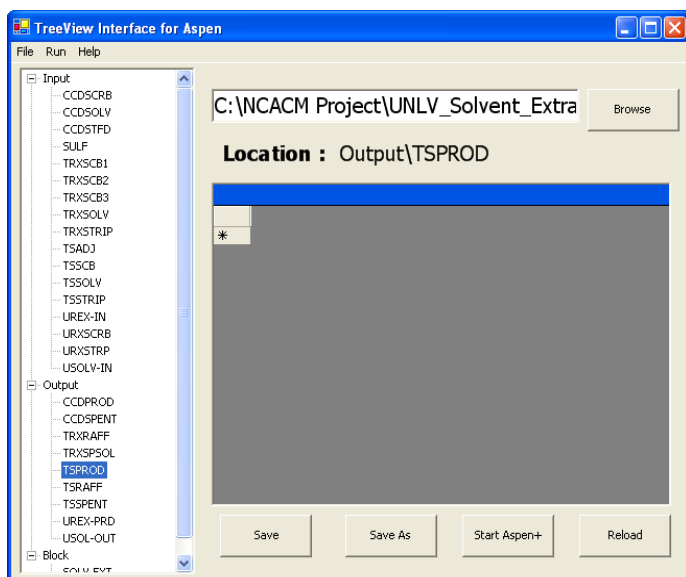 TreeView Interface for Aspen
File Run Help
Input
CCDSCRB
CCDSOLV
CCDSTFD
SULF
TRXSCB1
TRXSCB2
TRXSCB3
TRXSOLV
TRXSTRIP
TSADJ
TSSCB
TSSOLV
TSSTRIP
UREX-IN
URXSCRB
URXSTRP
USOLV-IN
Output
CCDPROD
CCDSPENT
TRXRAFF
TRXSPSOL
TSPROD
TSRAFF
TSSPENT
UREX-PRD
USOL-OUT
Block
SOLV-EXT
C:\NCACM Project\UNLV_Solvent_Extra
Browse
Location : Output\TSPROD
*
Save
Save As
Start Aspen+
Reload